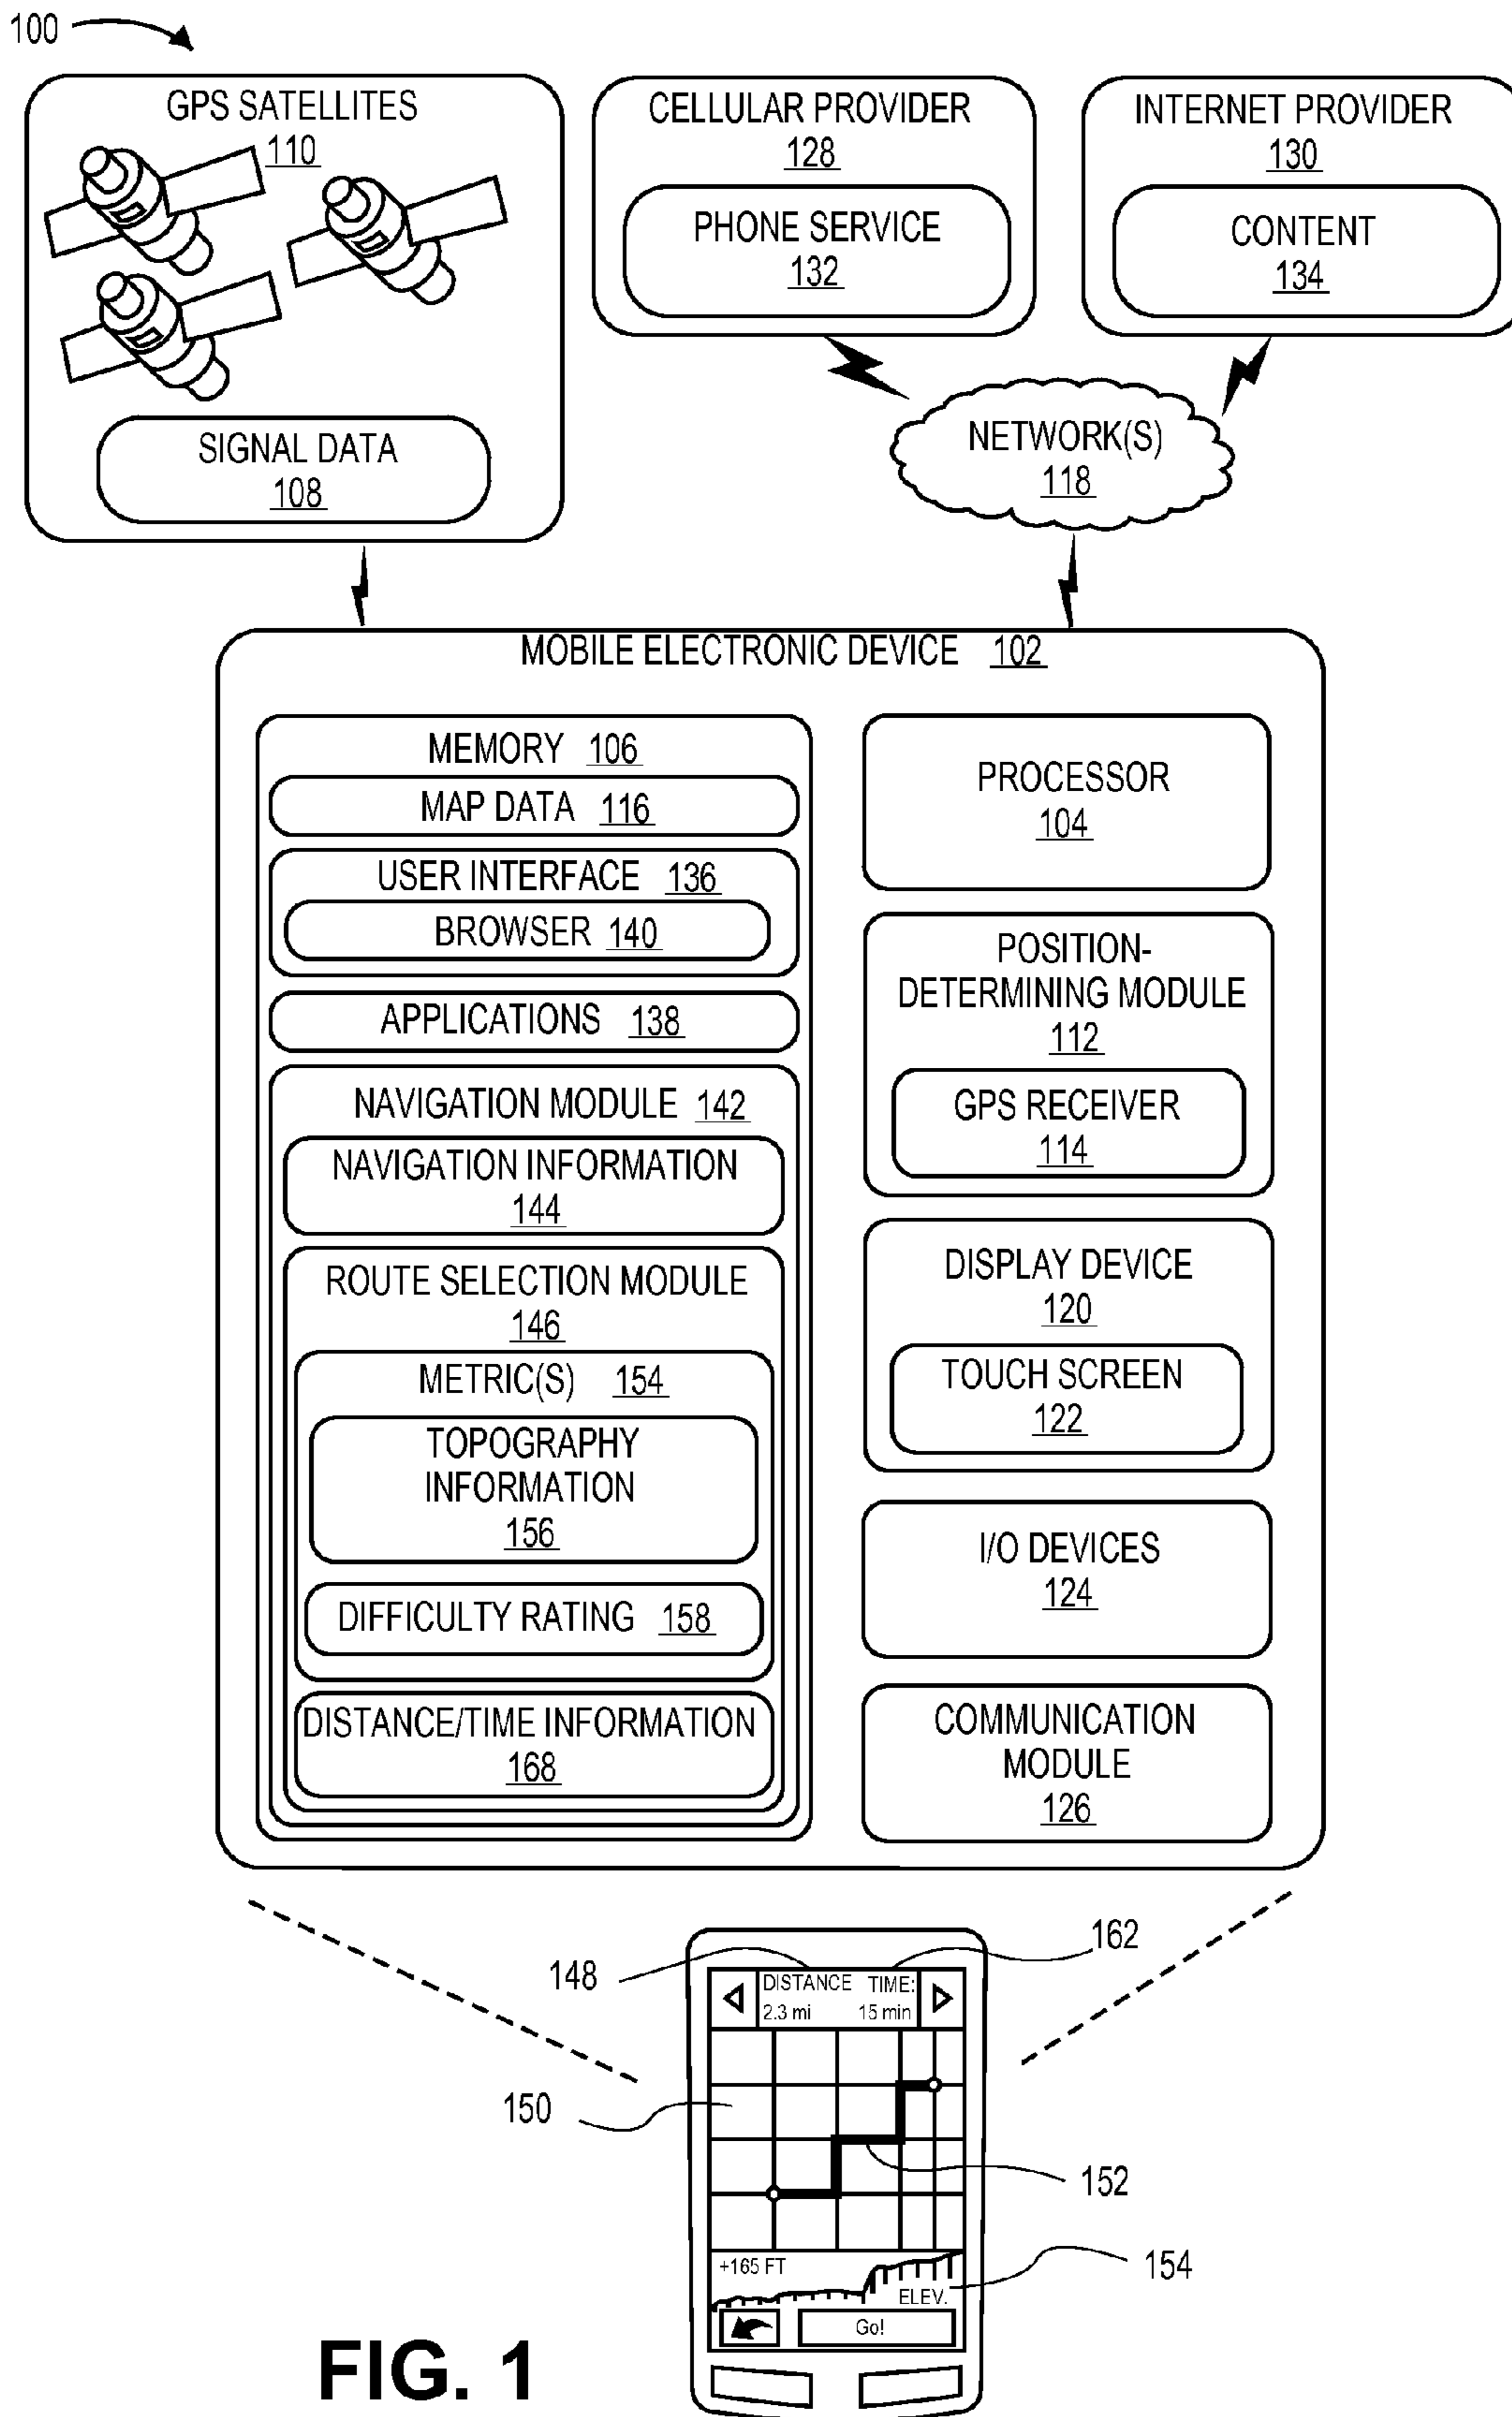 100
GPS SATELLITES
110
SIGNAL DATA
108
CELLULAR PROVIDER
128
PHONE SERVICE
132
INTERNET PROVIDER
130
CONTENT
134
NETWORK(S)
118
MOBILE ELECTRONIC DEVICE 102
MEMORY 106
MAP DATA 116
USER INTERFACE 136
BROWSER 140
APPLICATIONS 138
NAVIGATION MODULE 142
NAVIGATION INFORMATION
144
ROUTE SELECTION MODULE
146
METRIC(S) 154
TOPOGRAPHY
INFORMATION
156
DIFFICULTY RATING 158
DISTANCE/TIME INFORMATION
168
PROCESSOR
104
POSITION-
DETERMINING MODULE
112
GPS RECEIVER
114
DISPLAY DEVICE
120
TOUCH SCREEN
122
I/O DEVICES
124
COMMUNICATION
MODULE
126
148
162
DISTANCE TIME:
2.3 mi 15 min
150
152
+165 FT
ELEV.
154
Go!
FIG. 1